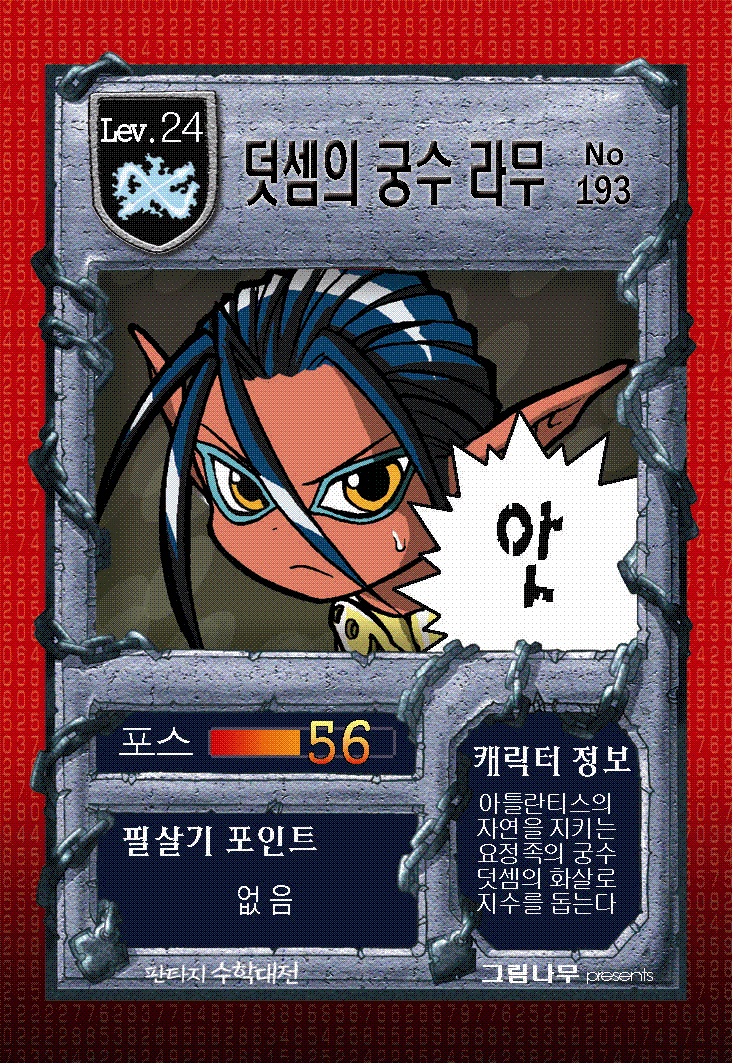 Lev.24
덧셈의 궁수 라무
No
193
앗
포스 56
필살기 포인트
없음
캐릭터 정보
아틀란티스의
자연을 지키는
요정족의 궁수
덧셈의 화살로
지수를 돕는다
판타지 수학대전
그림나무 presents